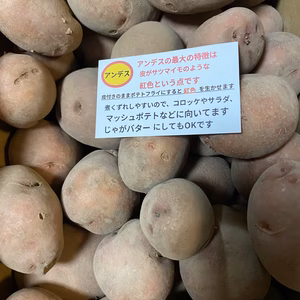 アンデス
アンデスの最大の特徴は
皮がサツマイモのような
紅色という点です
皮付きのままポテトフライにすると紅色 を生かせます
煮くずれしやすいので、コロッケやサラダ、
マッシュポテトなどに向いてます
じゃがバター にしてもOKです